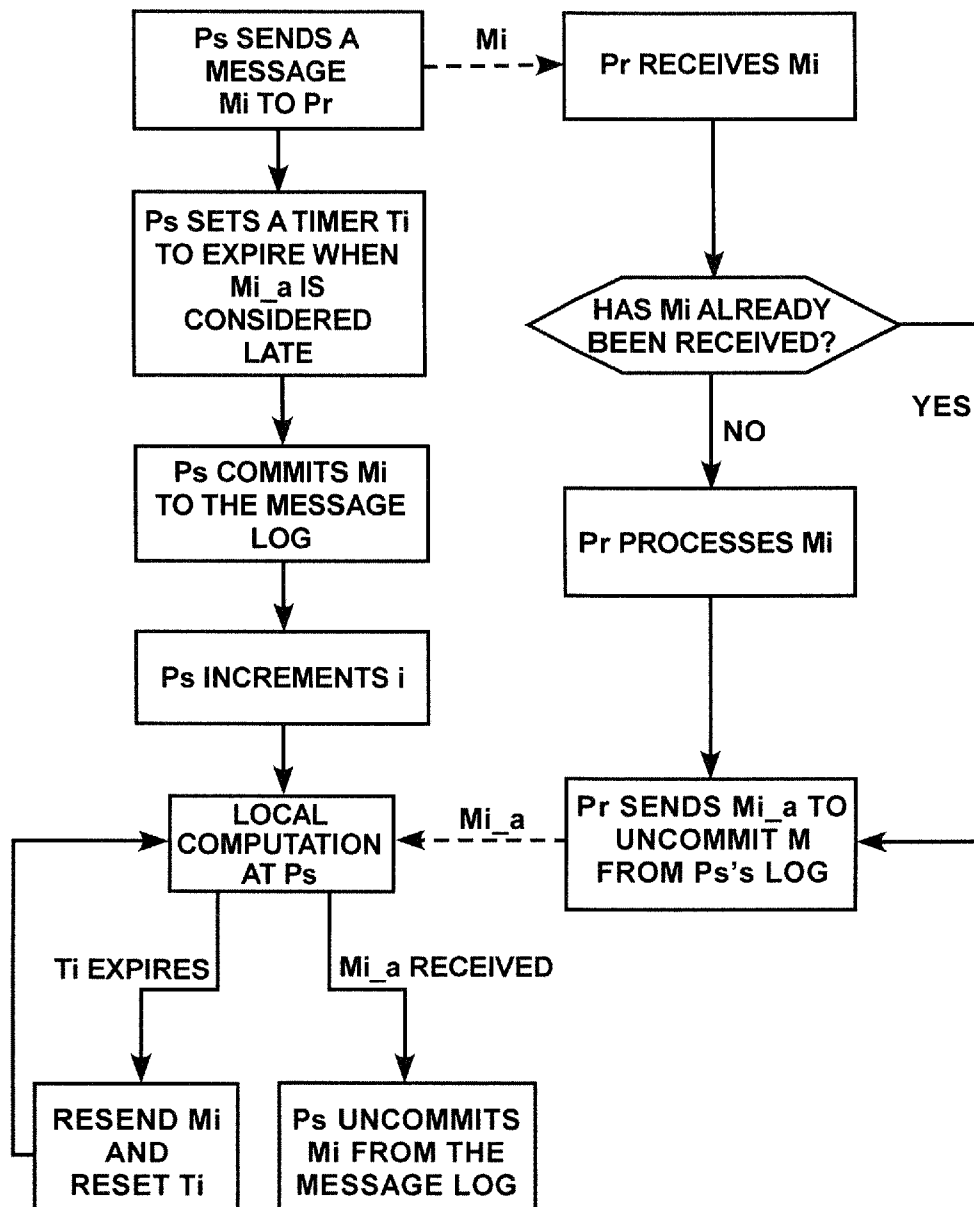 Ps SENDS A
MESSAGE
Mi TO Pr
Mi
Pr RECEIVES Mi
Ps SETS A TIMER Ti
TO EXPIRE WHEN
Mi_a IS
CONSIDERED
LATE
HAS Mi ALREADY
BEEN RECEIVED?
YES
NO
Ps COMMITS Mi
TO THE MESSAGE
LOG
Pr PROCESSES Mi
Ps INCREMENTS i
LOCAL
COMPUTATION
AT Ps
Mi_a
Pr SENDS Mi_a TO
UNCOMMIT M
FROM Ps's LOG
Ti EXPIRES
Mi_a RECEIVED
RESEND Mi
AND
RESET Ti
Ps UNCOMMITS
Mi FROM THE
MESSAGE LOG